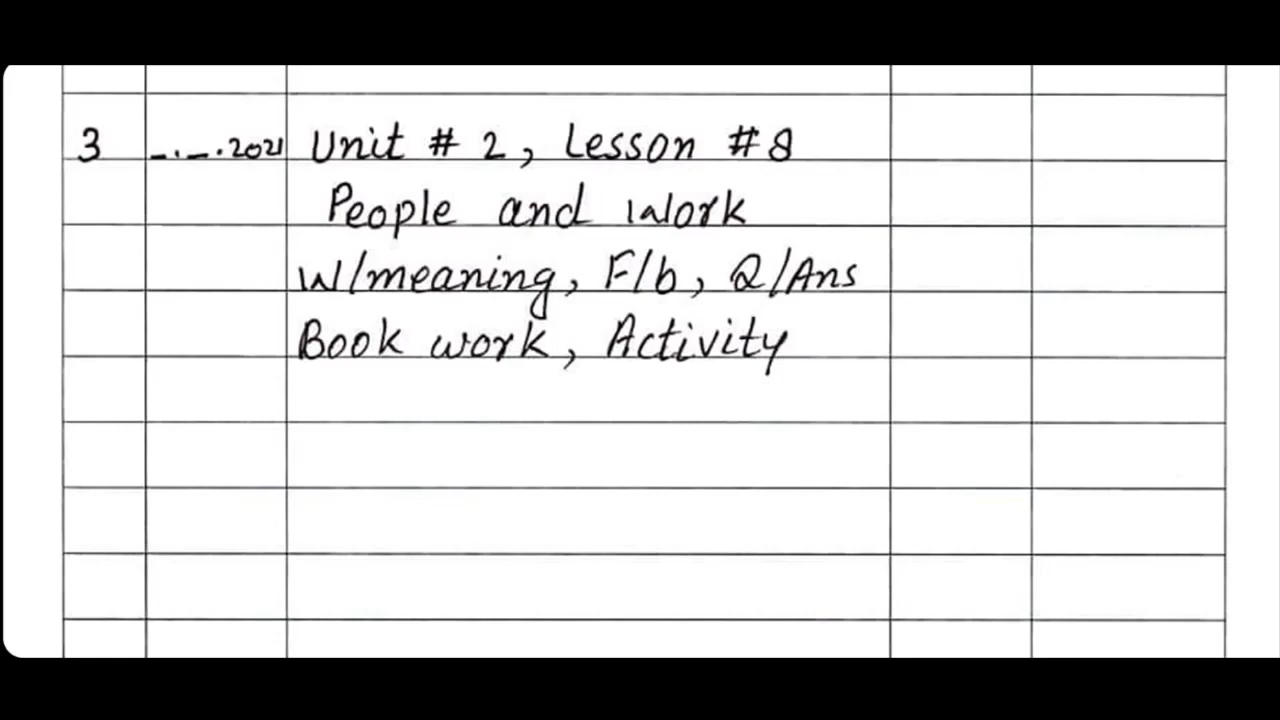 3 _._.2021 Unit # 2, Lesson #8
People and Work
W/meaning, F/b, Q/Ans
Book work, Activity